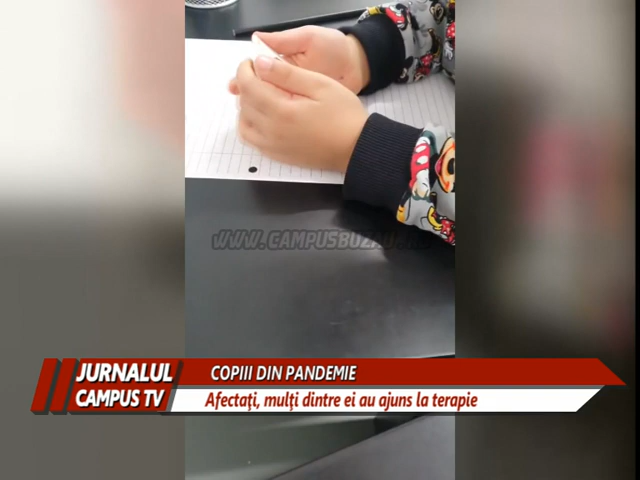 WWW.CAMPUSBUZAU.RO
JURNALUL
CAMPUS TV
COPIII DIN PANDEMIE
Afectați, mulți dintre ei au ajuns la terapie